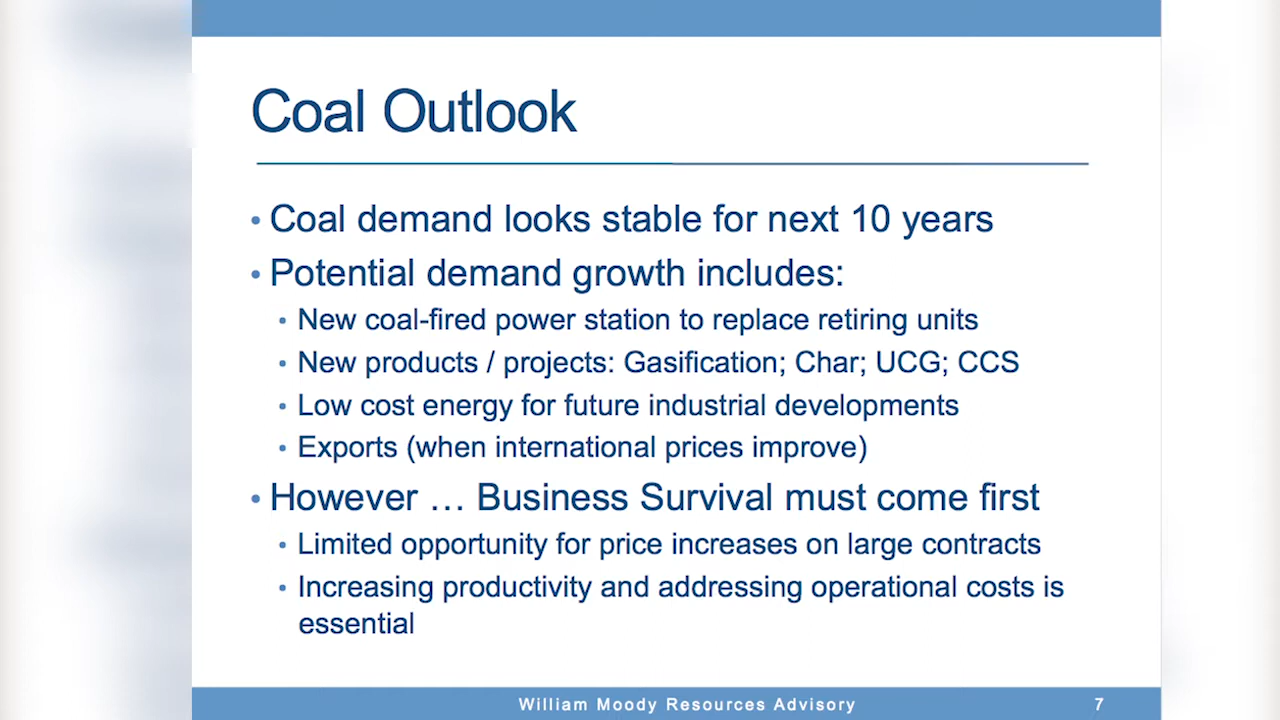 Coal Outlook
• Coal demand looks stable for next 10 years
• Potential demand growth includes:
• New coal-fired power station to replace retiring units
• New products / projects: Gasification; Char; UCG; CCS
• Low cost energy for future industrial developments
• Exports (when international prices improve)
• However … Business Survival must come first
• Limited opportunity for price increases on large contracts
• Increasing productivity and addressing operational costs is
essential
William Moody Resources Advisory 7